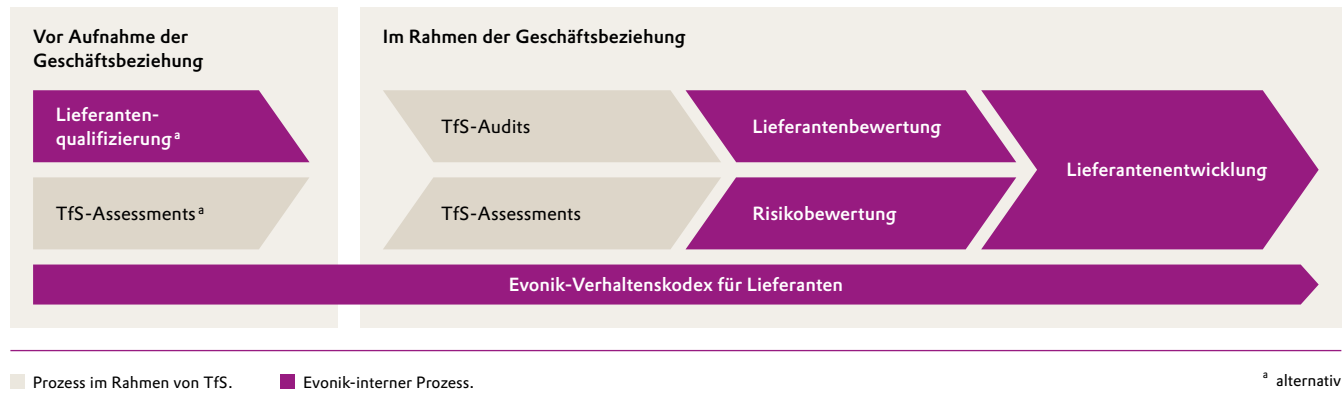 Vor Aufnahme der
Geschäftsbeziehung
Lieferanten-
qualifizierung ᵃ
TfS-Assessments ᵃ
Im Rahmen der Geschäftsbeziehung
TfS-Audits
Lieferantenbewertung
TfS-Assessments
Risikobewertung
Lieferantenentwicklung
Evonik-Verhaltenskodex für Lieferanten
Prozess im Rahmen von TfS.
Evonik-interner Prozess.
ᵃ alternativ